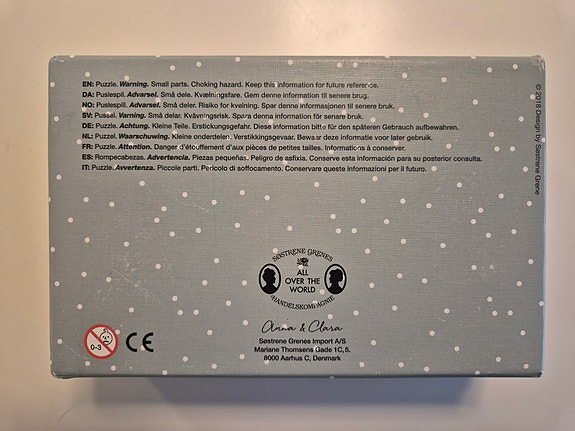 EN: Puzzle. Warning. Small parts. Choking hazard. Keep this information for future reference.
DA: Puslespil. Advarsel. Små dele. Kvælningsfare. Gem denne information til senere brug.
NO: Puslespill. Advarsel. Små deler. Risiko for kvelning. Spar denne informasjonen til senere bruk.
SV: Pussel. Varning. Små delar. Kvävningsrisk. Spara denna information för senare bruk.
DE: Puzzle. Achtung. Kleine Teile. Erstickungsgefahr. Diese information bitte für den späteren Gebrauch aufbewahren.
NL: Puzzel. Waarschuwing. Kleine onderdelen. Verstikkingsgevaar. Bewaar deze informatie voor later gebruik.
FR: Puzzle. Attention. Danger d'étouffement d'aux pièces de petites tailles. Informations à conserver.
ES: Rompecabezas. Advertencia. Piezas pequeñas. Peligro de asfixia. Conserve esta información para su posterior consulta.
IT: Puzzle. Avvertenza. Piccole parti. Pericolo di soffocamento. Conservare queste informazioni per il futuro.
© 2018 Design by Søstrene Grene
SØSTRENE GRENES
ALL
OVER THE
WORLD
HANDELSKOMPAGNIE
Anna & Clara
Søstrene Grenes Import A/S
Mariane Thomsens Gade 1C,5.
8000 Aarhus C, Denmark
0-3
CE